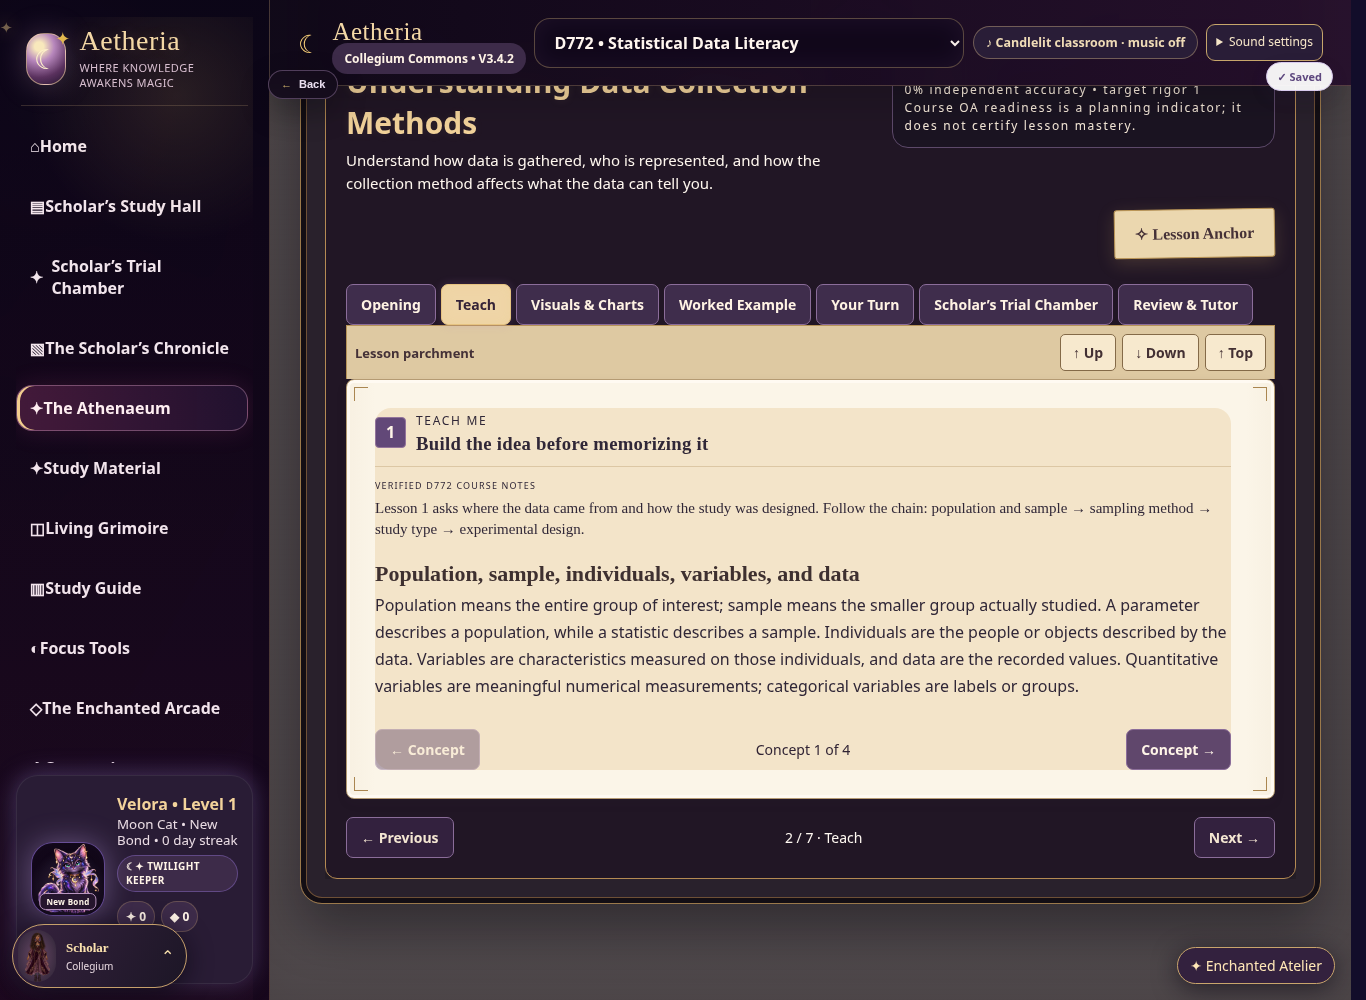 Aetheria
WHERE KNOWLEDGE
AWAKENS MAGIC
Home
Scholar's Study Hall
Scholar's Trial
Chamber
The Scholar's Chronicle
The Athenaeum
Study Material
Living Grimoire
Study Guide
Focus Tools
The Enchanted Arcade
Velora • Level 1
Moon Cat • New
Bond • 0 day streak
☾✦ TWILIGHT
KEEPER
New Bond
✦ 0
◆ 0
Scholar
Collegium
Aetheria
Collegium Commons • V3.4.2
← Back
D772 • Statistical Data Literacy
♪ Candlelit classroom • music off
▶ Sound settings
✓ Saved
Understanding Data Collection
Methods
Understand how data is gathered, who is represented, and how the
collection method affects what the data can tell you.
0% independent accuracy • target rigor 1
Course OA readiness is a planning indicator; it
does not certify lesson mastery.
✧ Lesson Anchor
Opening
Teach
Visuals & Charts
Worked Example
Your Turn
Scholar's Trial Chamber
Review & Tutor
Lesson parchment
↑ Up
↓ Down
↑ Top
1
TEACH ME
Build the idea before memorizing it
VERIFIED D772 COURSE NOTES
Lesson 1 asks where the data came from and how the study was designed. Follow the chain: population and sample → sampling method →
study type → experimental design.
Population, sample, individuals, variables, and data
Population means the entire group of interest; sample means the smaller group actually studied. A parameter
describes a population, while a statistic describes a sample. Individuals are the people or objects described by the
data. Variables are characteristics measured on those individuals, and data are the recorded values. Quantitative
variables are meaningful numerical measurements; categorical variables are labels or groups.
← Concept
Concept 1 of 4
Concept →
← Previous
2 / 7 · Teach
Next →
✦ Enchanted Atelier